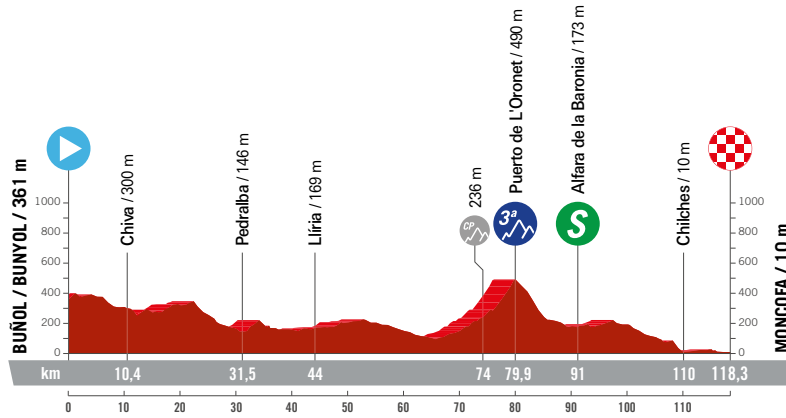 BUÑOL / BUNYOL / 361 m
Chiva / 300 m
Pedralba / 146 m
Llíria / 169 m
236 m
CP
Puerto de L'Oronet / 490 m
3ª
Alfara de la Baronia / 173 m
S
Chilches / 10 m
MONCOFA / 10 m
1000
800
600
400
200
0
1000
800
600
400
200
0
km 10,4 31,5 44 74 79,9 91 110 118,3
0 10 20 30 40 50 60 70 80 90 100 110